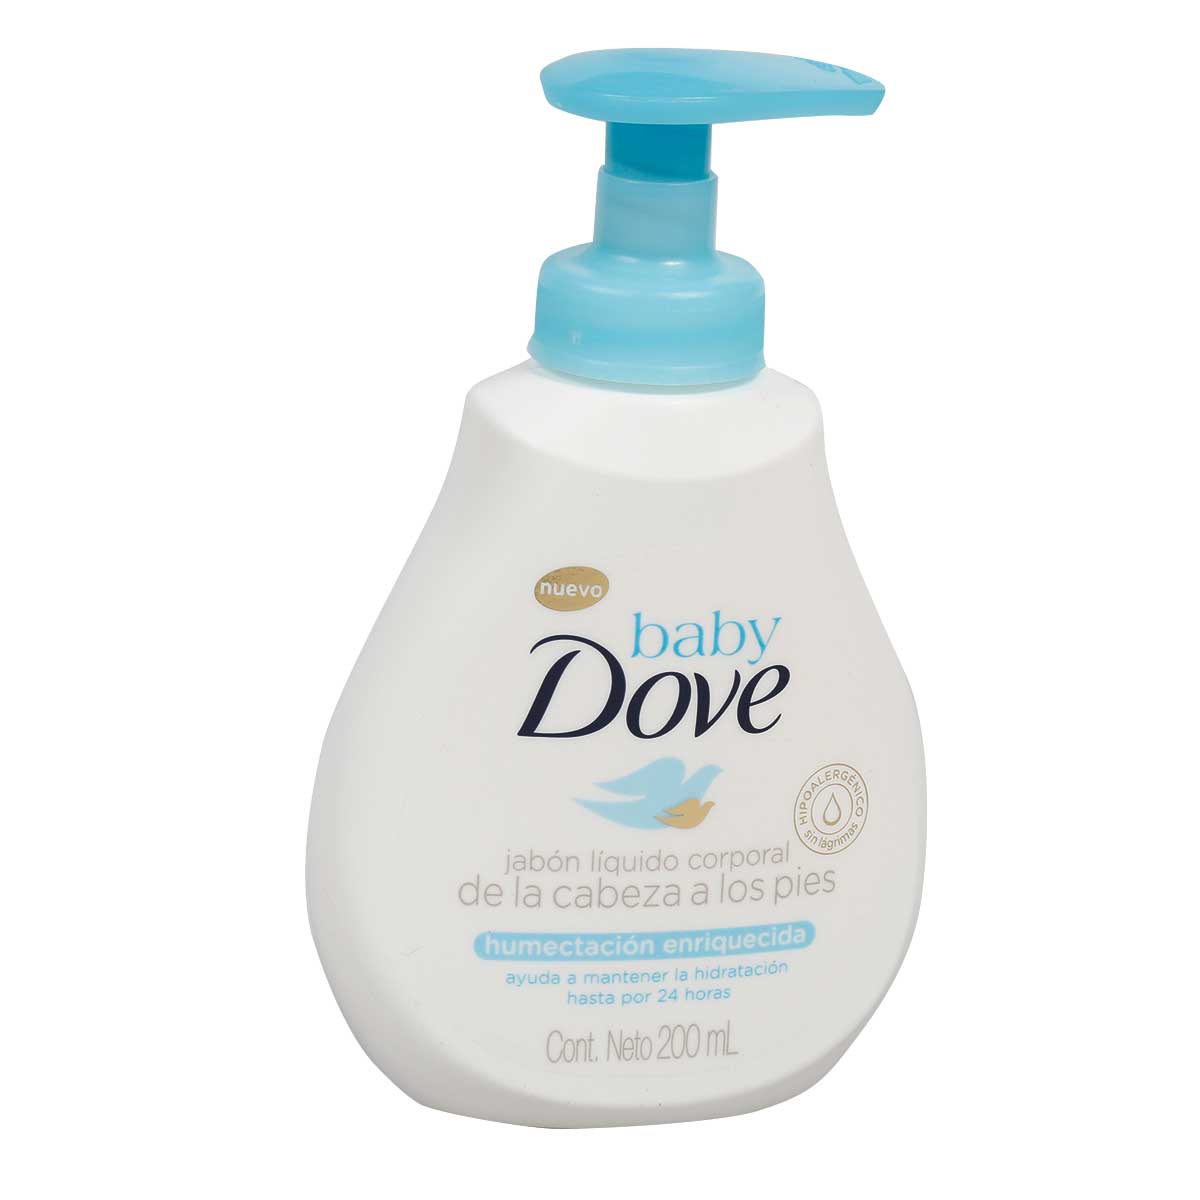 nuevo
baby
Dove
HIPOALERGÉNICO
sin lágrimas
jabón líquido corporal
de la cabeza a los pies
humectación enriquecida
ayuda a mantener la hidratación
hasta por 24 horas
Cont. Neto 200 mL